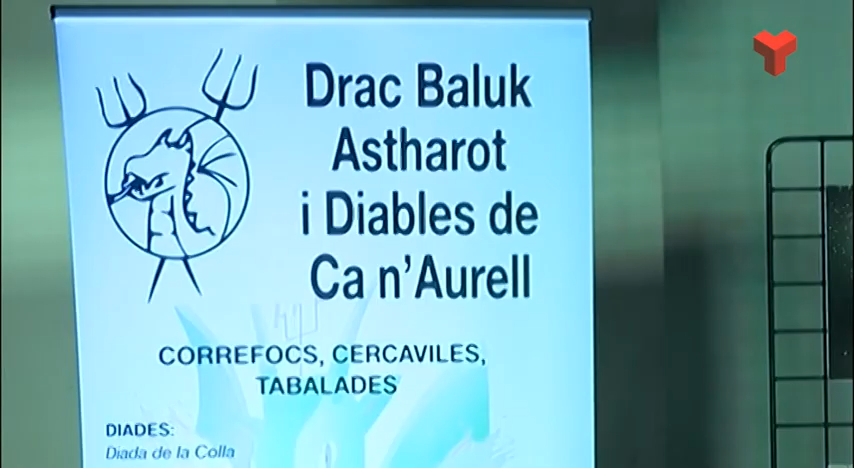 Drac Baluk
Astharot
i Diables de
Ca n'Aurell
CORREFOCS, CERCAVILES,
TABALADES
DIADES:
Diada de la Colla